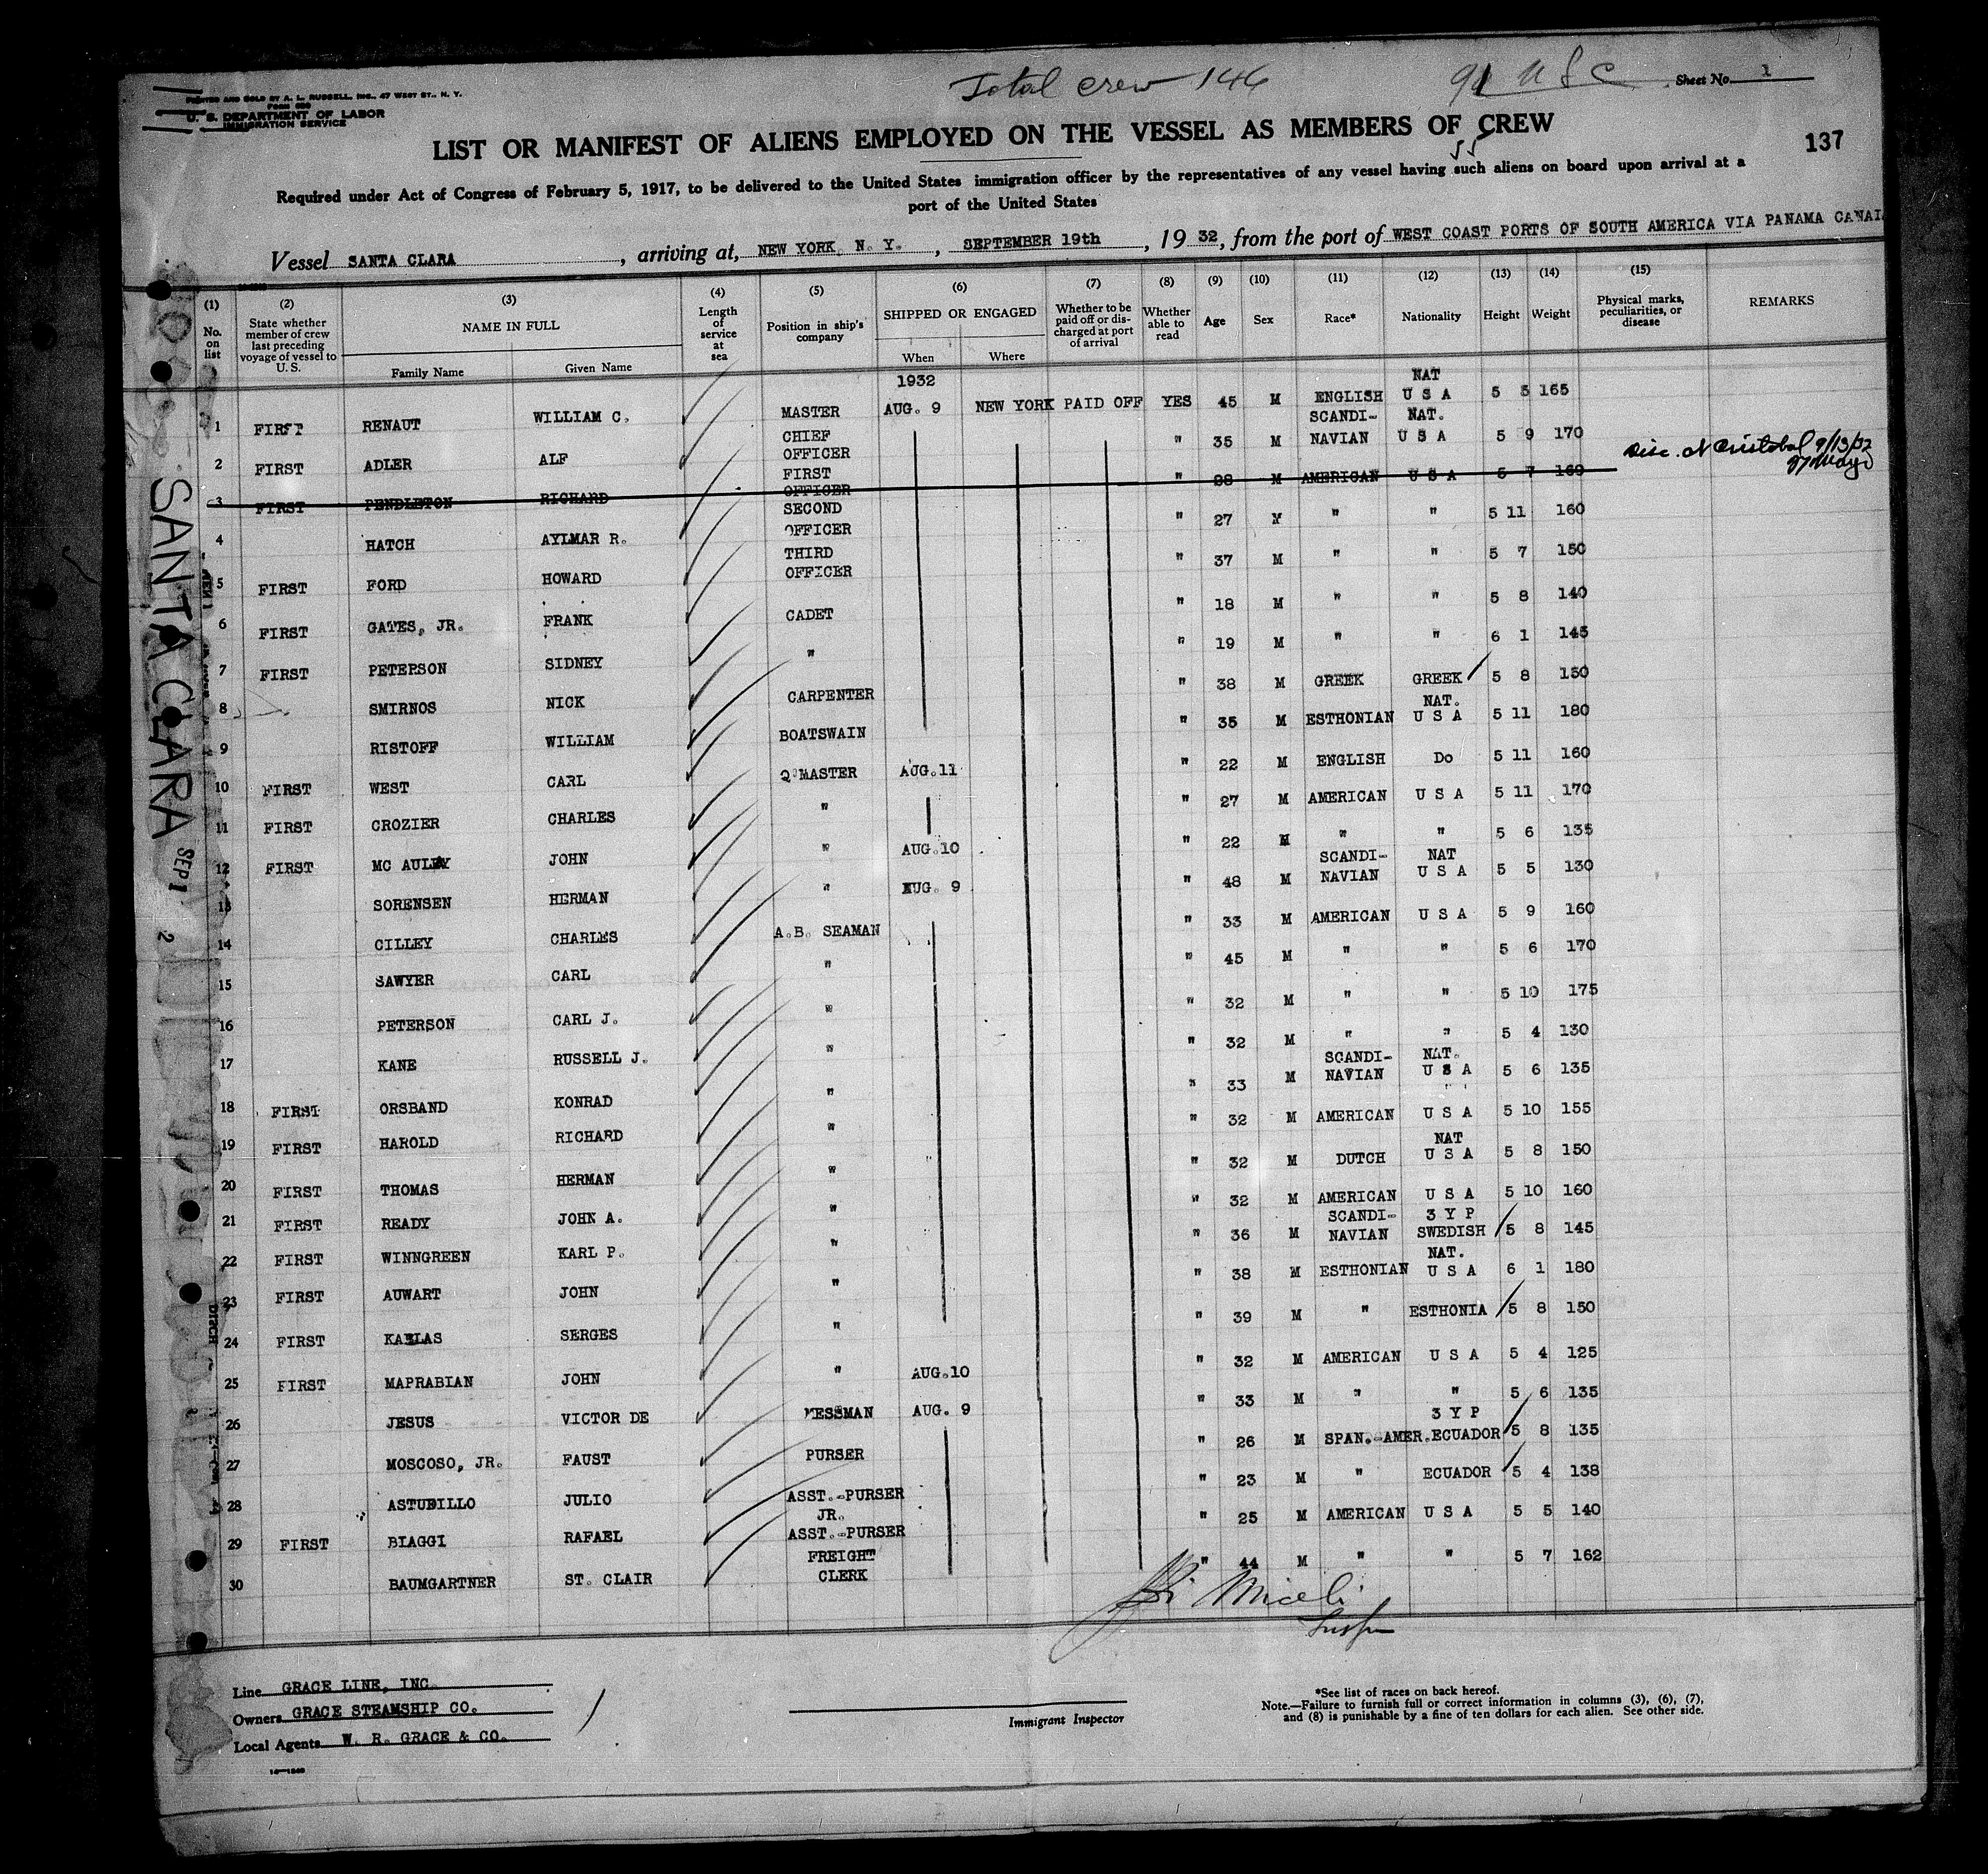 Total crew 146
91 USC
Sheet No. 1
PRINTED AND SOLD BY A. L. RUSSELL, INC., 47 WEST ST., N. Y.
Form 680
U. S. DEPARTMENT OF LABOR
IMMIGRATION SERVICE
LIST OR MANIFEST OF ALIENS EMPLOYED ON THE VESSEL AS MEMBERS OF CREW
55
137
Required under Act of Congress of February 5, 1917, to be delivered to the United States immigration officer by the representatives of any vessel having such aliens on board upon arrival at a
port of the United States
Vessel SANTA CLARA, arriving at, NEW YORK, N. Y., SEPTEMBER 19th, 19 32, from the port of WEST COAST PORTS OF SOUTH AMERICA VIA PANAMA CANAL
(1) No. on list (2) State whether member of crew last preceding voyage of vessel to U. S. (3) NAME IN FULL Family Name Given Name (4) Length of service at sea (5) Position in ship's company (6) SHIPPED OR ENGAGED When Where (7) Whether to be paid off or discharged at port of arrival (8) Whether able to read (9) Age (10) Sex (11) Race* (12) Nationality (13) Height (14) Weight (15) Physical marks, peculiarities, or disease REMARKS
1932
1 FIRST RENAUT WILLIAM C. MASTER AUG. 9 NEW YORK PAID OFF YES 45 M ENGLISH NAT U S A 5 5 165
2 FIRST ADLER ALF CHIEF OFFICER " 35 M SCANDI-NAVIAN NAT. U S A 5 9 170
3 FIRST PENDLETON RICHARD FIRST OFFICER " 28 M AMERICAN U S A 5 7 160 Disc. at Cristobal 9/13/32
4 HATCH AYLMAR R. SECOND OFFICER " 27 M " " 5 11 160
5 FIRST FORD HOWARD THIRD OFFICER " 37 M " " 5 7 150
6 FIRST GATES, JR. FRANK CADET " 18 M " " 5 8 140
7 FIRST PETERSON SIDNEY " " 19 M " " 6 1 145
8 SMIRNOS NICK CARPENTER " 38 M GREEK GREEK 5 8 150
9 RISTOFF WILLIAM BOATSWAIN " 35 M ESTHONIAN NAT. U S A 5 11 180
10 FIRST WEST CARL Q'MASTER AUG.11 " 22 M ENGLISH Do 5 11 160
11 FIRST CROZIER CHARLES " " 27 M AMERICAN U S A 5 11 170
12 FIRST MC AULAY JOHN " AUG.10 " 22 M " " 5 6 135
13 SORENSEN HERMAN " AUG. 9 " 48 M SCANDI-NAVIAN NAT U S A 5 5 130
14 CILLEY CHARLES A.B. SEAMAN " 33 M AMERICAN U S A 5 9 160
15 SAWYER CARL " " 45 M " " 5 6 170
16 PETERSON CARL J. " " 32 M " " 5 10 175
17 KANE RUSSELL J. " " 32 M " " 5 4 130
18 FIRST ORSBAND KONRAD " " 33 M SCANDI-NAVIAN NAT. U S A 5 6 135
19 FIRST HAROLD RICHARD " " 32 M AMERICAN U S A 5 10 155
20 FIRST THOMAS HERMAN " " 32 M DUTCH NAT U S A 5 8 150
21 FIRST READY JOHN A. " " 32 M AMERICAN U S A 5 10 160
22 FIRST WINNGREEN KARL P. " " 36 M SCANDI-NAVIAN 3 Y P SWEDISH 5 8 145
23 FIRST AUWART JOHN " " 38 M ESTHONIAN NAT. U S A 6 1 180
24 FIRST SERGES " " 39 M " ESTHONIA 5 8 150
25 FIRST MAPRABIAN JOHN " AUG.10 " 32 M AMERICAN U S A 5 4 125
26 JESUS VICTOR DE MESSMAN AUG. 9 " 33 M " " 5 6 135
27 MOSCOSO, JR. FAUST PURSER " 26 M SPAN.-AMER. 3 Y P ECUADOR 5 8 135
28 ASTUDILLO JULIO ASST.-PURSER " 23 M " ECUADOR 5 4 138
29 FIRST BIAGGI RAFAEL JR. ASST.-PURSER " 25 M AMERICAN U S A 5 5 140
30 BAUMGARTNER ST. CLAIR FREIGHT CLERK " 44 M " " 5 7 162
Miceli
Line GRACE LINE, INC.
Owners GRACE STEAMSHIP CO.
Local Agents W. R. GRACE & CO.
Immigrant Inspector
*See list of races on back hereof.
Note.—Failure to furnish full or correct information in columns (3), (6), (7),
and (8) is punishable by a fine of ten dollars for each alien. See other side.
SANTA CLARA SEP1 2